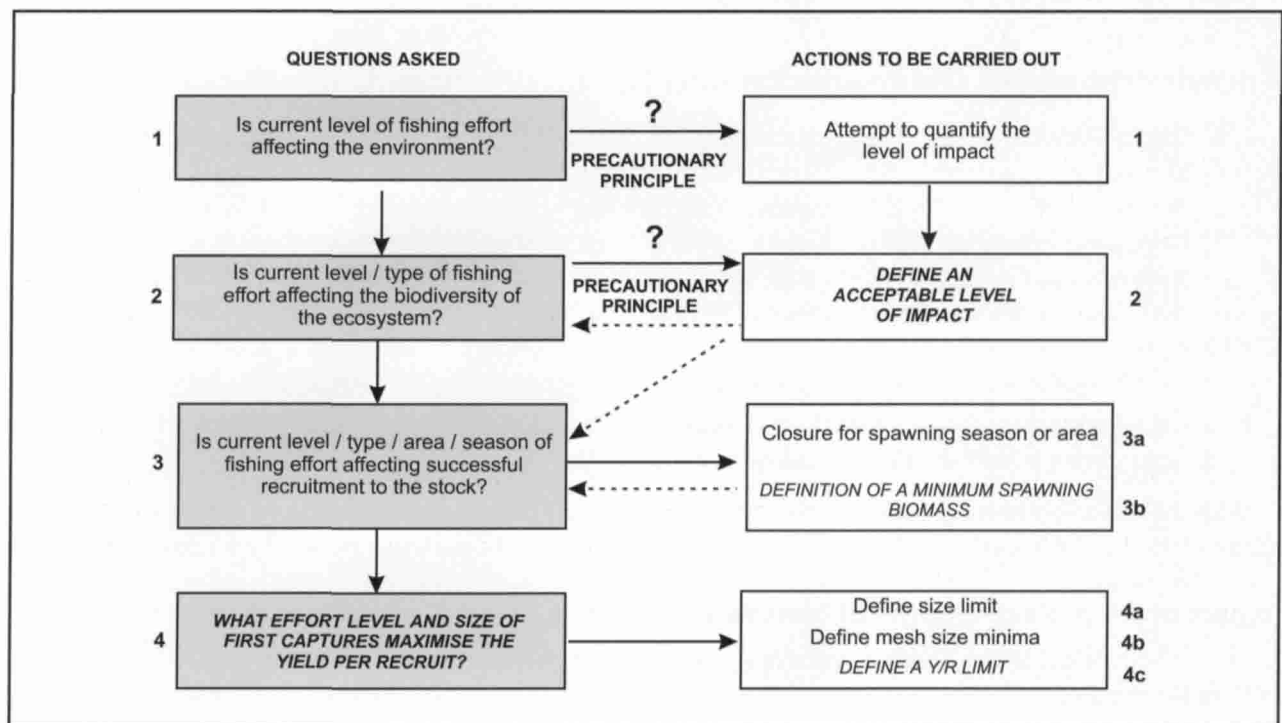 QUESTIONS ASKED
ACTIONS TO BE CARRIED OUT
1
Is current level of fishing effort
affecting the environment?
?
PRECAUTIONARY
PRINCIPLE
Attempt to quantify the
level of impact
1
2
Is current level / type of fishing
effort affecting the biodiversity of
the ecosystem?
?
PRECAUTIONARY
PRINCIPLE
DEFINE AN
ACCEPTABLE LEVEL
OF IMPACT
2
3
Is current level / type / area / season of
fishing effort affecting successful
recruitment to the stock?
Closure for spawning season or area
3a
DEFINITION OF A MINIMUM SPAWNING
BIOMASS
3b
4
WHAT EFFORT LEVEL AND SIZE OF
FIRST CAPTURES MAXIMISE THE
YIELD PER RECRUIT?
Define size limit
4a
Define mesh size minima
4b
DEFINE A Y/R LIMIT
4c